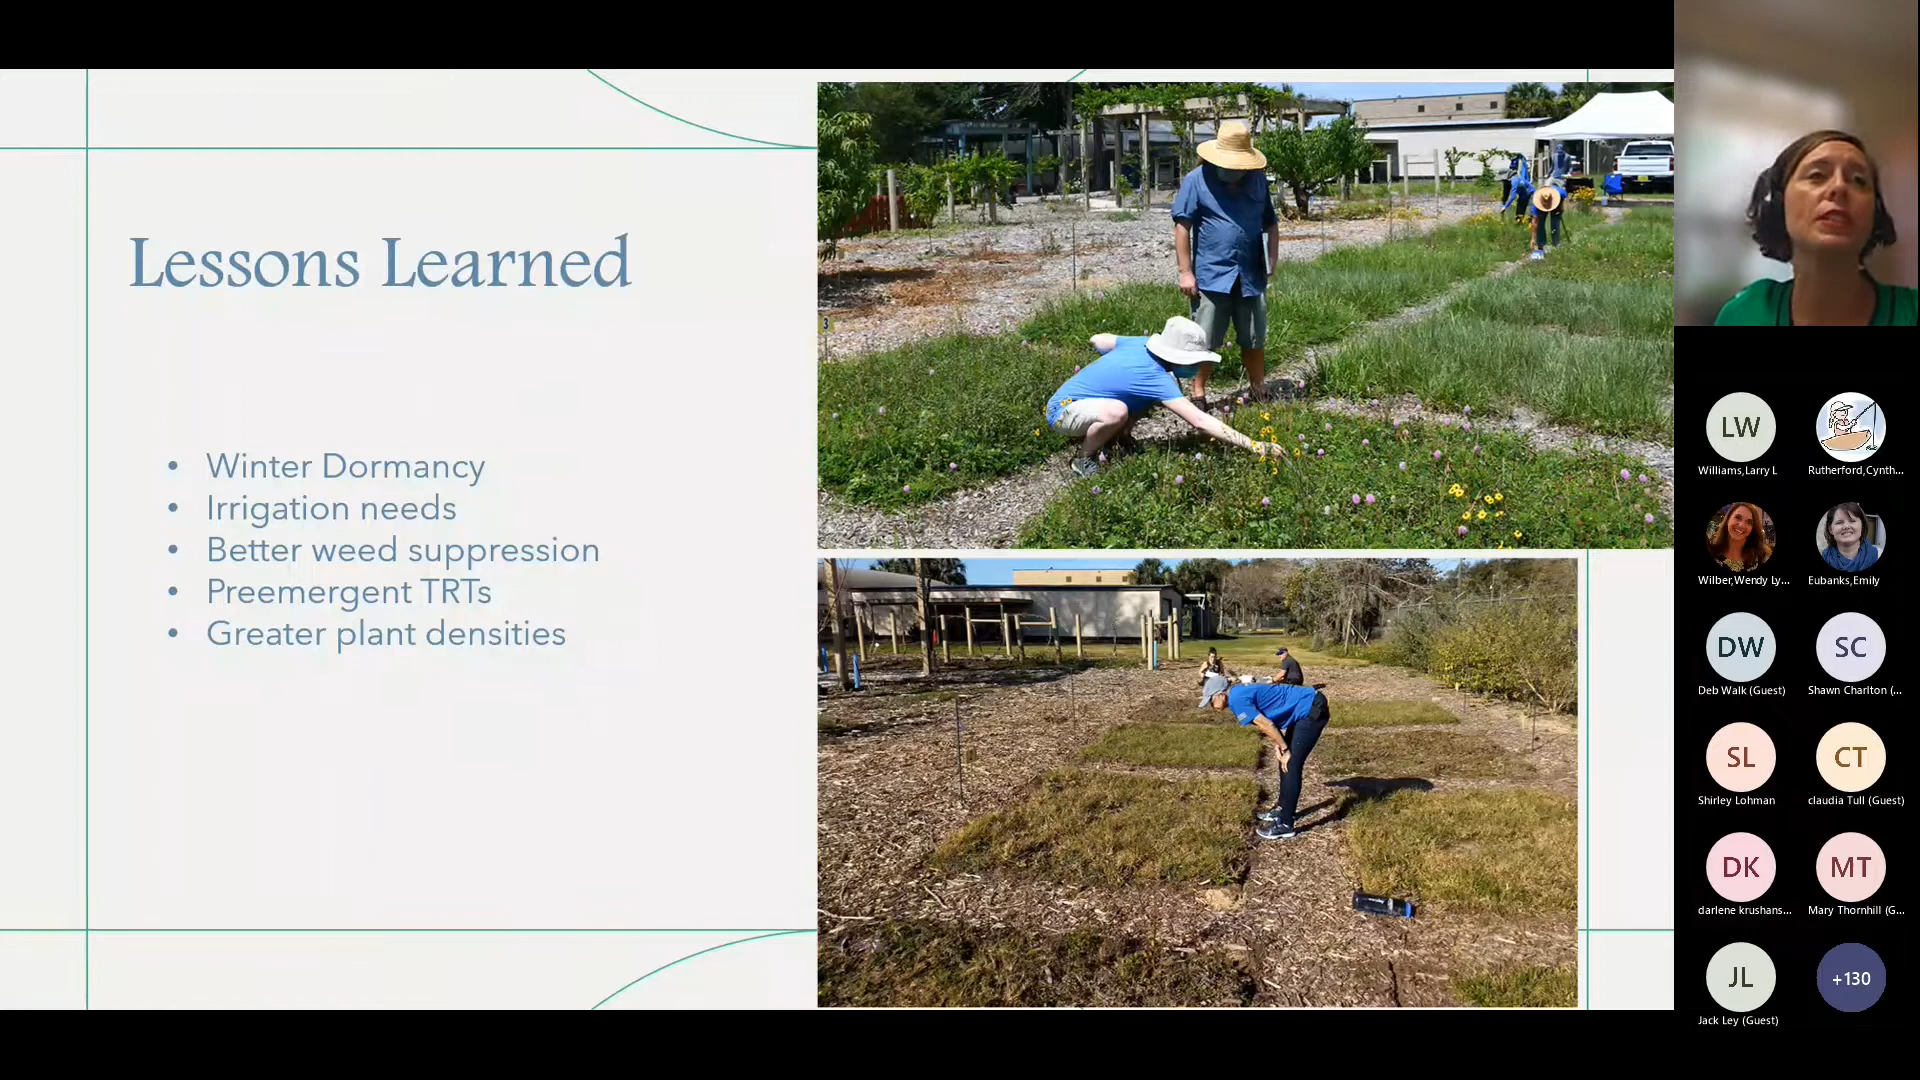 Lessons Learned
• Winter Dormancy
• Irrigation needs
• Better weed suppression
• Preemergent TRTs
• Greater plant densities
3
LW
Williams,Larry L
Rutherford,Cynth...
Wilber,Wendy Ly...
Eubanks,Emily
DW
Deb Walk (Guest)
SC
Shawn Charlton (...
SL
Shirley Lohman
CT
claudia Tull (Guest)
DK
darlene krushans...
MT
Mary Thornhill (G...
JL
Jack Ley (Guest)
+130